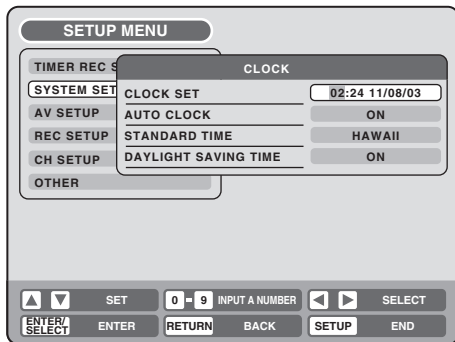 SETUP MENU
TIMER REC S
CLOCK
SYSTEM SET
CLOCK SET 02:24 11/08/03
AV SETUP
AUTO CLOCK ON
REC SETUP
STANDARD TIME HAWAII
CH SETUP
DAYLIGHT SAVING TIME ON
OTHER
SET 0 - 9 INPUT A NUMBER SELECT
ENTER/SELECT ENTER RETURN BACK SETUP END